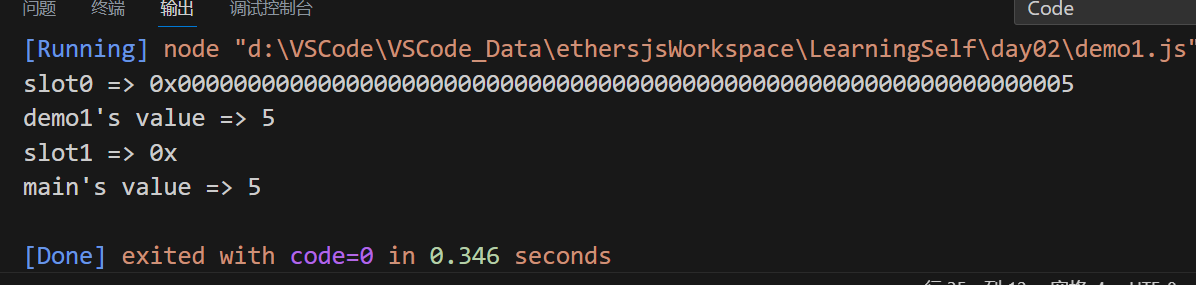 问题 终端 输出 调试控制台 Code
[Running] node "d:\VSCode\VSCode_Data\ethersjsWorkspace\LearningSelf\day02\demo1.js"
slot0 => 0x0000000000000000000000000000000000000000000000000000000000000005
demo1's value => 5
slot1 => 0x
main's value => 5
[Done] exited with code=0 in 0.346 seconds